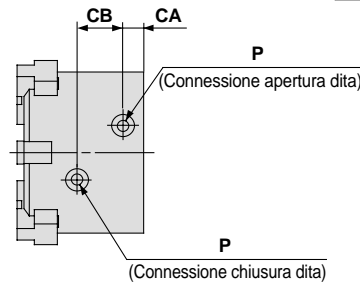 CB CA
P
(Connessione apertura dita)
P
(Connessione chiusura dita)